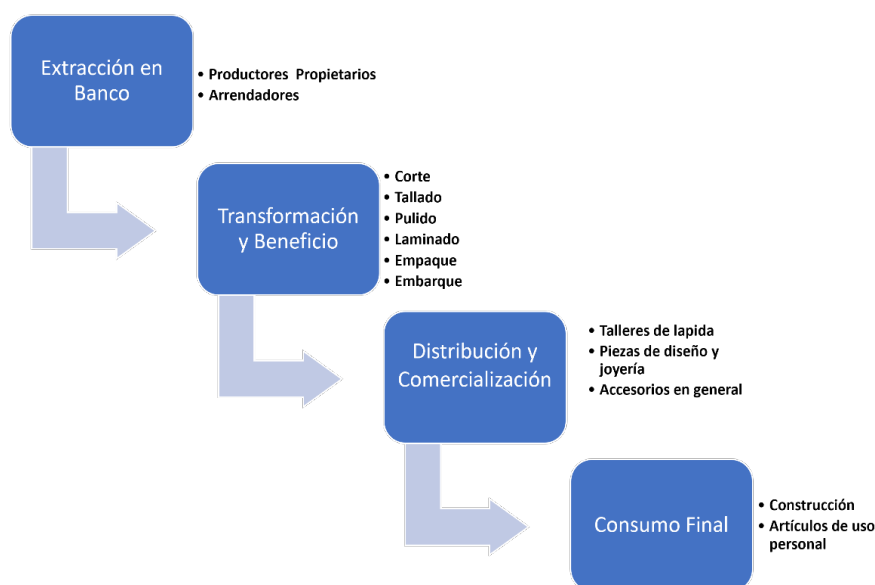 Extracción en
Banco
• Productores Propietarios
• Arrendadores
Transformación
y Beneficio
• Corte
• Tallado
• Pulido
• Laminado
• Empaque
• Embarque
Distribución y
Comercialización
• Talleres de lapida
• Piezas de diseño y
joyería
• Accesorios en general
Consumo Final
• Construcción
• Artículos de uso
personal